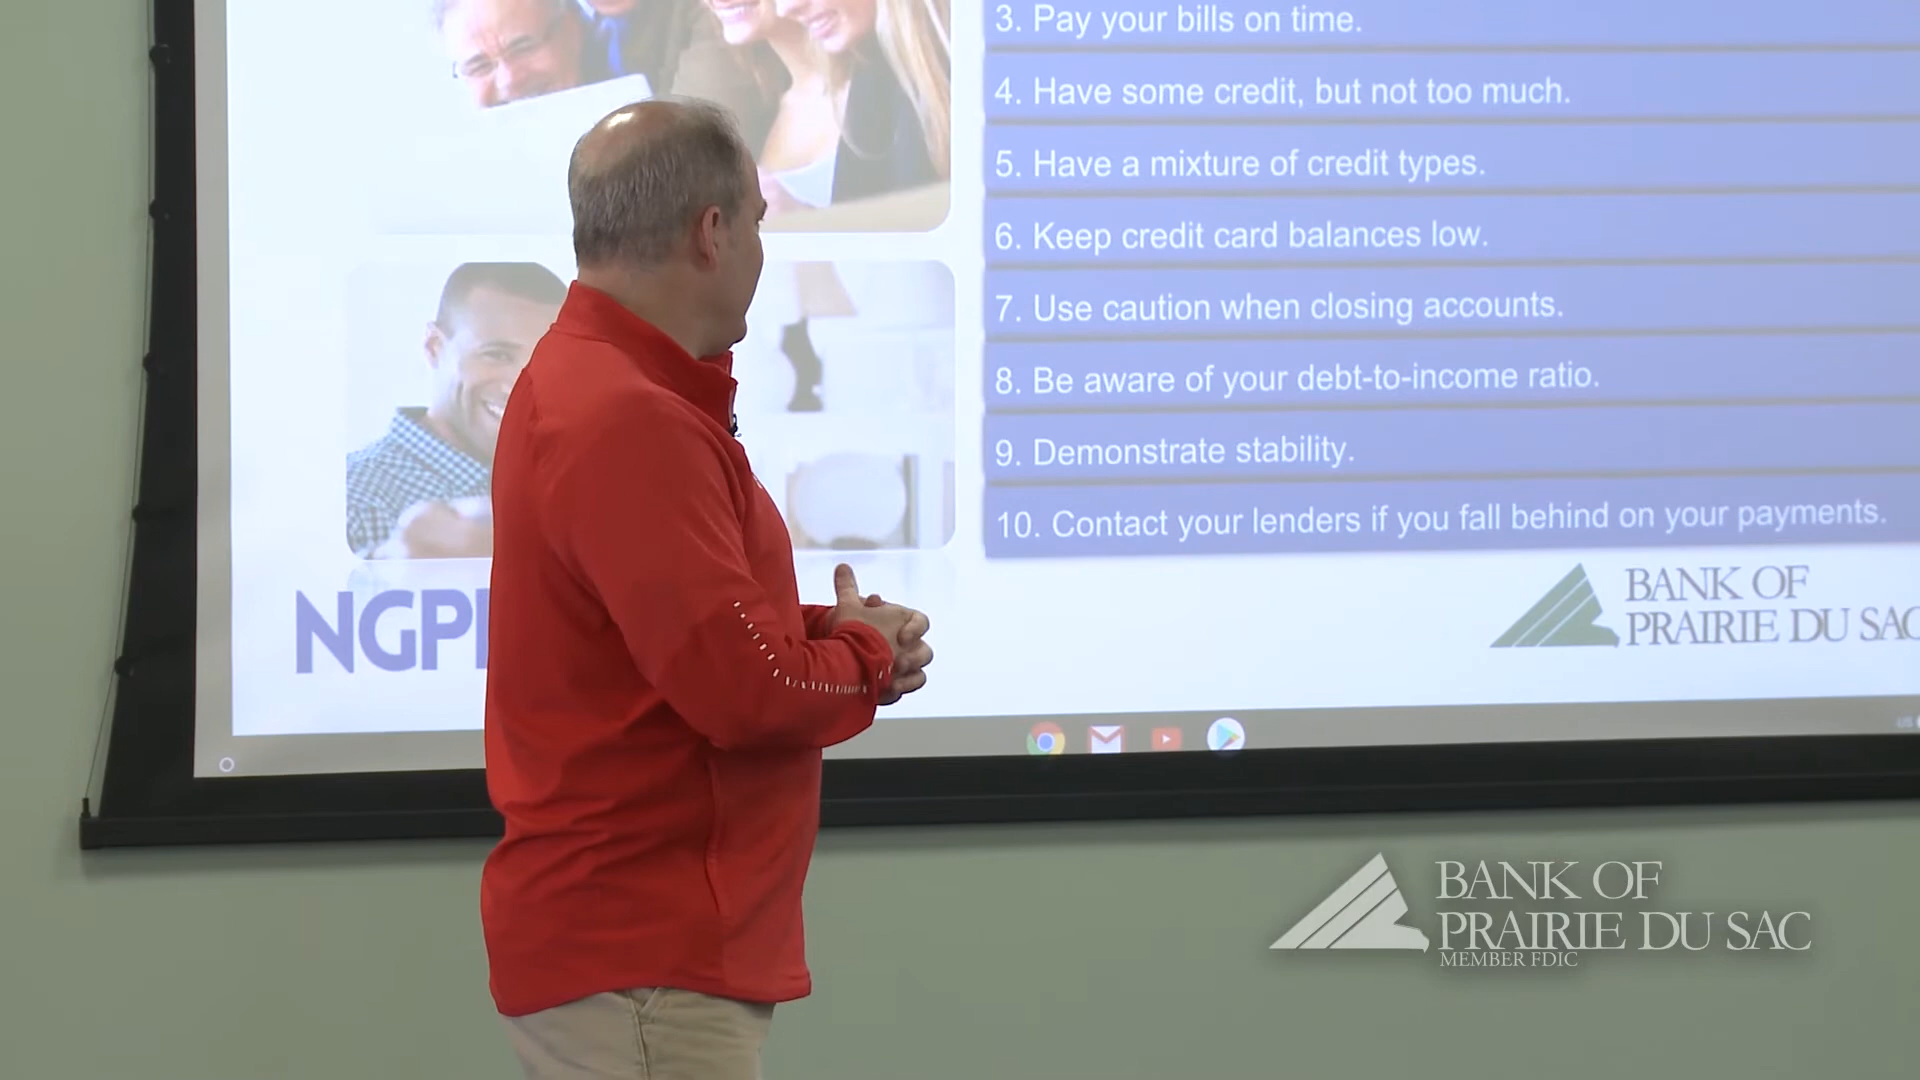 3. Pay your bills on time.
4. Have some credit, but not too much.
5. Have a mixture of credit types.
6. Keep credit card balances low.
7. Use caution when closing accounts.
8. Be aware of your debt-to-income ratio.
9. Demonstrate stability.
10. Contact your lenders if you fall behind on your payments.
NGP
BANK OF
PRAIRIE DU SAC
BANK OF
PRAIRIE DU SAC
MEMBER FDIC